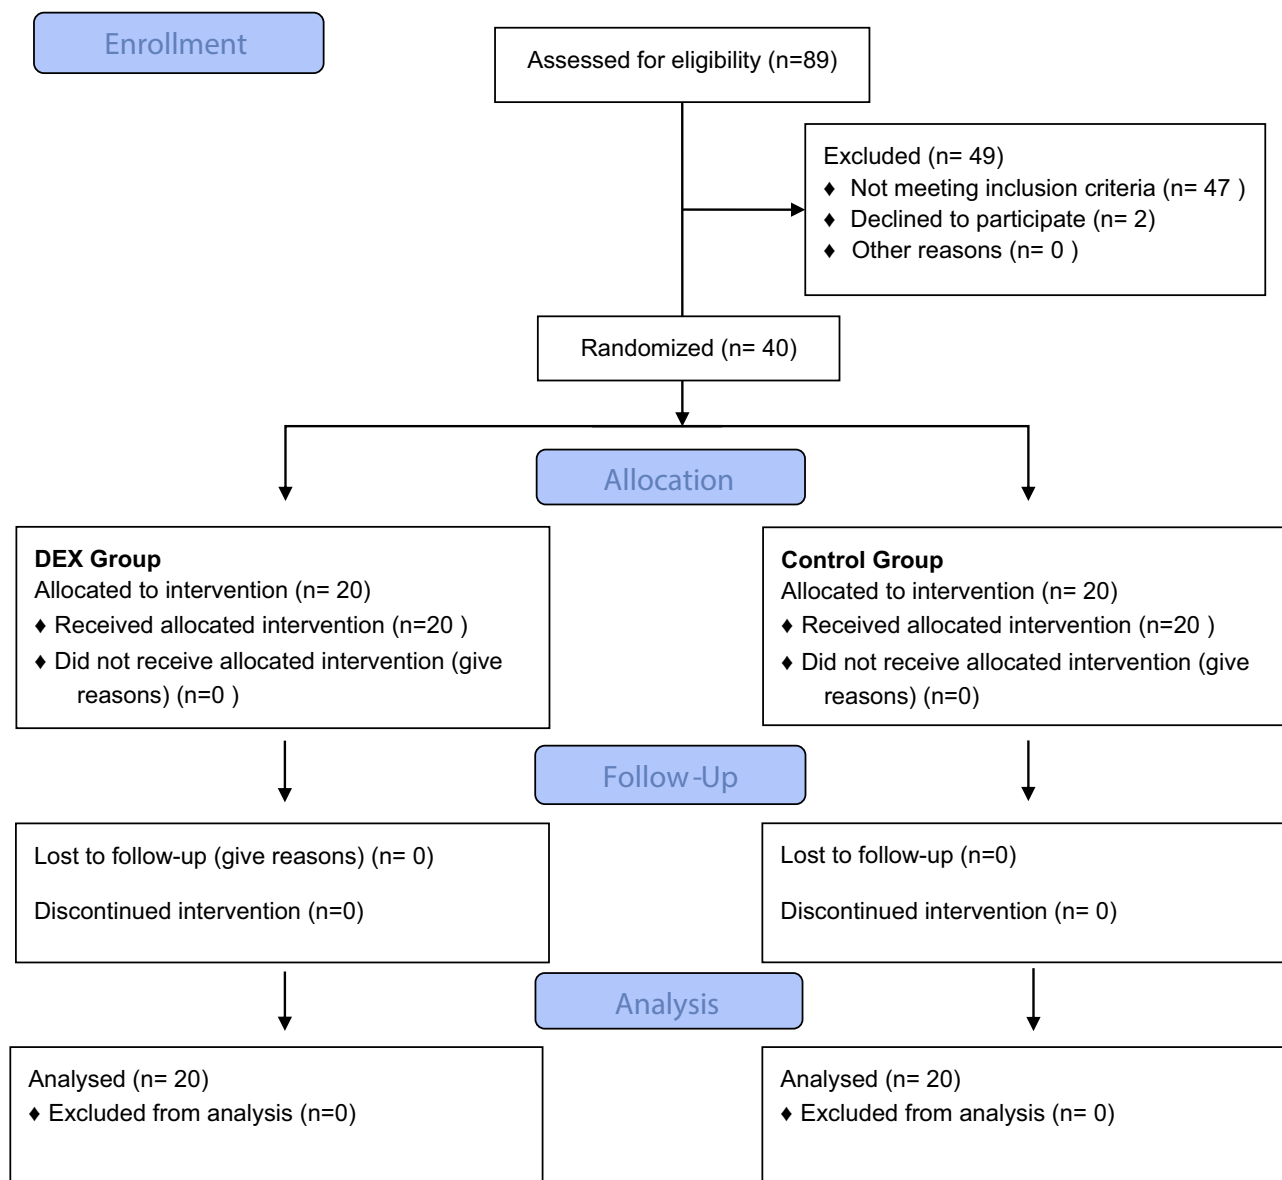 Enrollment
Assessed for eligibility (n=89)
Excluded (n= 49)
♦ Not meeting inclusion criteria (n= 47 )
♦ Declined to participate (n= 2)
♦ Other reasons (n= 0 )
Randomized (n= 40)
Allocation
DEX Group
Allocated to intervention (n= 20)
♦ Received allocated intervention (n=20 )
♦ Did not receive allocated intervention (give
reasons) (n=0 )
Control Group
Allocated to intervention (n= 20)
♦ Received allocated intervention (n=20 )
♦ Did not receive allocated intervention (give
reasons) (n=0)
Follow-Up
Lost to follow-up (give reasons) (n= 0)
Discontinued intervention (n=0)
Lost to follow-up (n=0)
Discontinued intervention (n= 0)
Analysis
Analysed (n= 20)
♦ Excluded from analysis (n=0)
Analysed (n= 20)
♦ Excluded from analysis (n= 0)